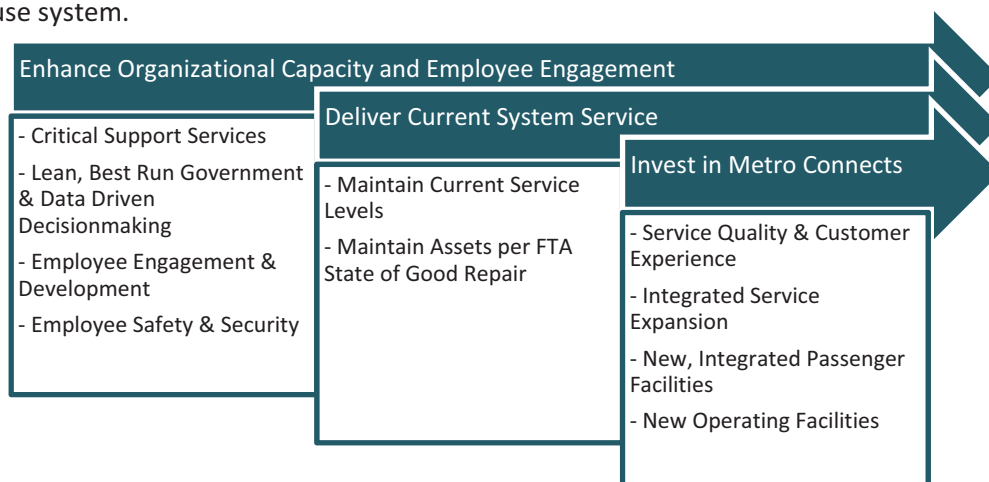 use system.
Enhance Organizational Capacity and Employee Engagement
- Critical Support Services
- Lean, Best Run Government
& Data Driven
Decisionmaking
- Employee Engagement &
Development
- Employee Safety & Security
Deliver Current System Service
- Maintain Current Service
Levels
- Maintain Assets per FTA
State of Good Repair
Invest in Metro Connects
- Service Quality & Customer
Experience
- Integrated Service
Expansion
- New, Integrated Passenger
Facilities
- New Operating Facilities